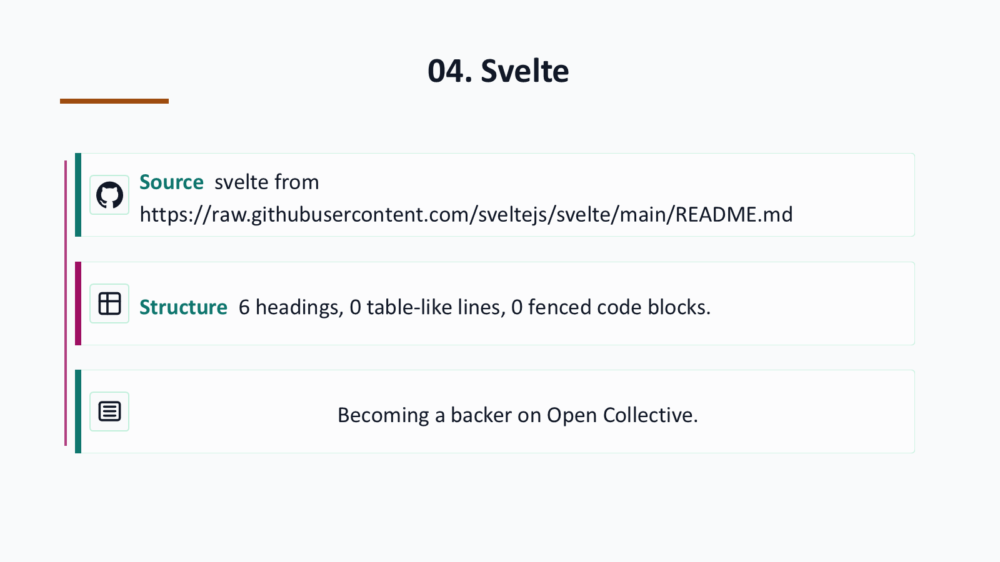 04. Svelte
Source svelte from
https://raw.githubusercontent.com/sveltejs/svelte/main/README.md
Structure 6 headings, 0 table-like lines, 0 fenced code blocks.
Becoming a backer on Open Collective.